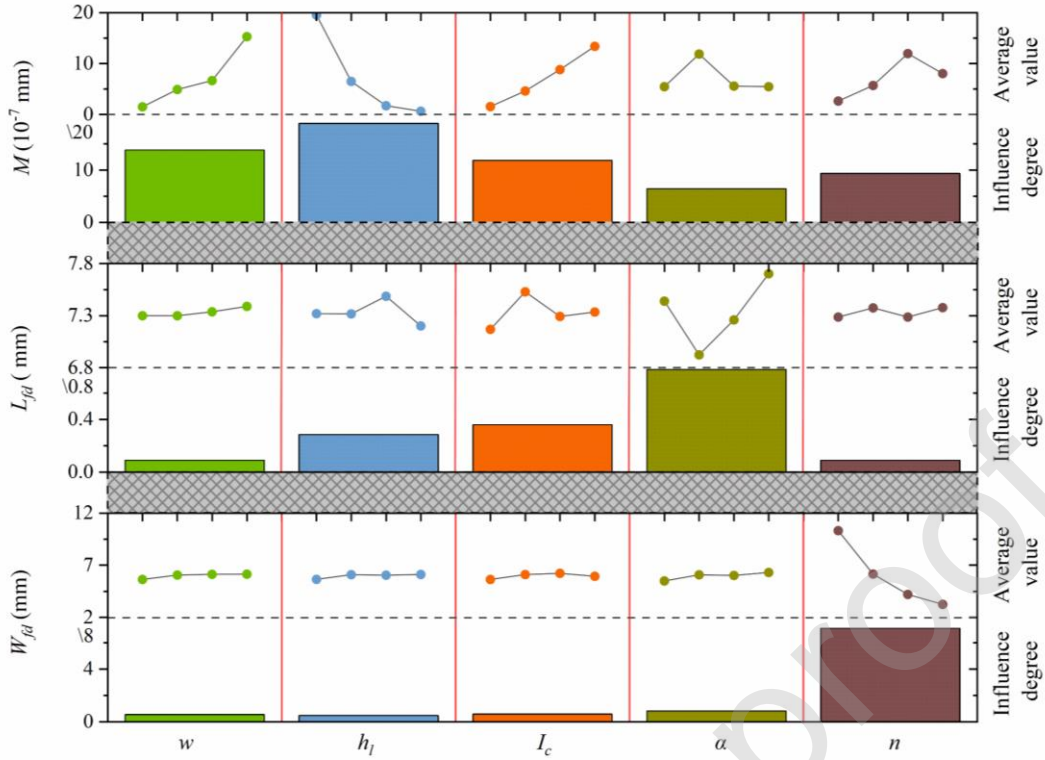 20
10
0
\20
10
0
M (10⁻⁷ mm)
Average
value
Influence
degree
7.8
7.3
6.8
\0.8
0.4
0.0
L_fd ( mm)
Average
value
Influence
degree
12
7
2
\8
4
0
W_fd (mm)
Average
value
Influence
degree
w
h_l
I_c
α
n
proof